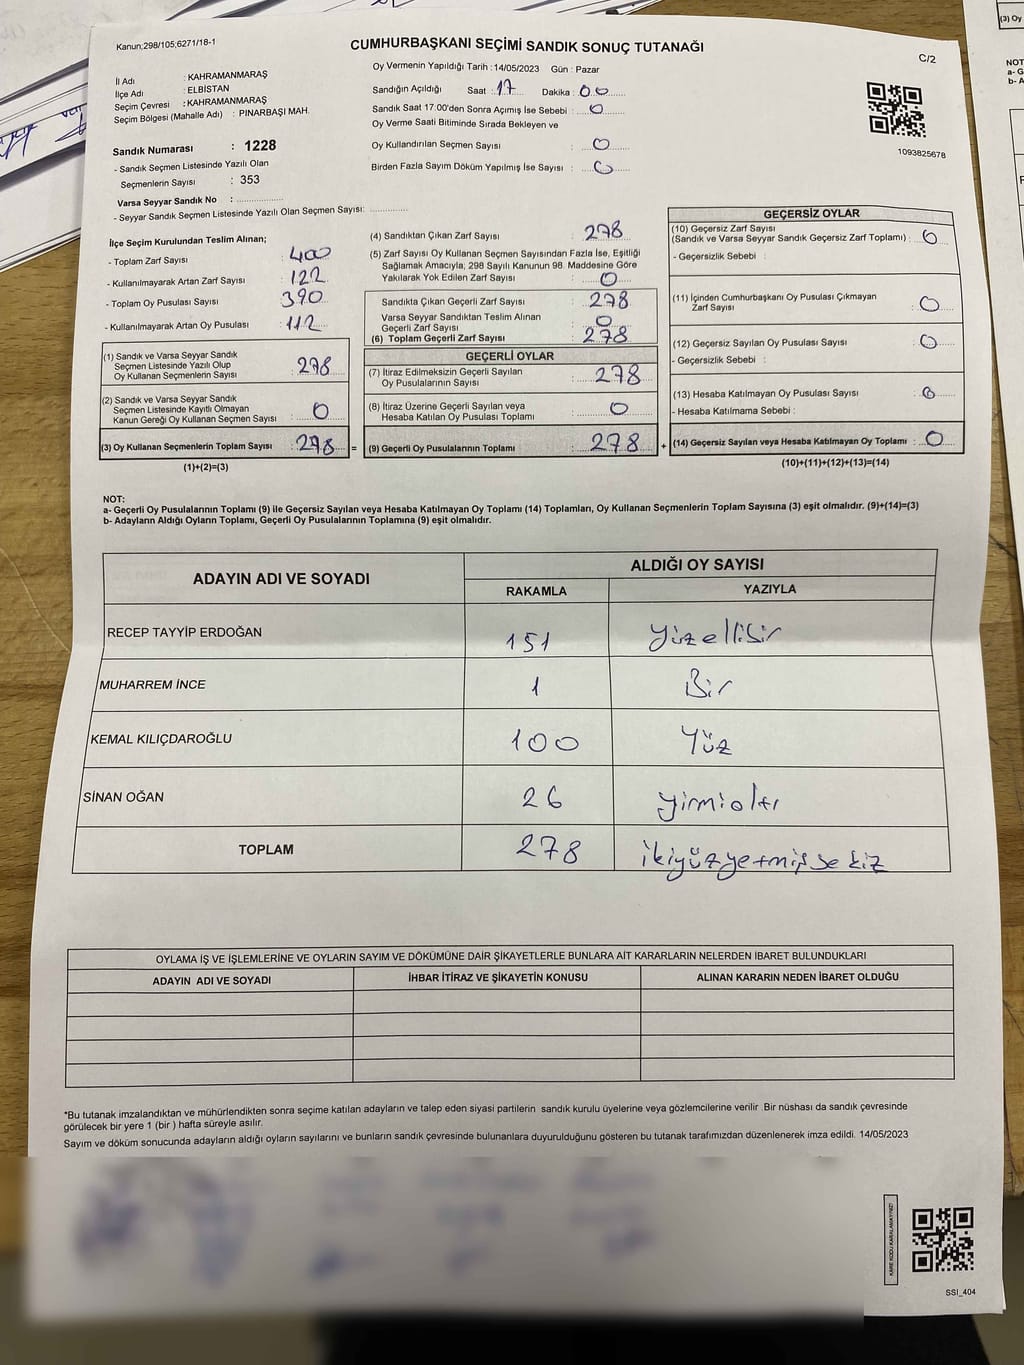 Kanun;298/105;6271/18-1
CUMHURBAŞKANI SEÇİMİ SANDIK SONUÇ TUTANAĞI
C/2
İl Adı : KAHRAMANMARAŞ
İlçe Adı : ELBİSTAN
Seçim Çevresi : KAHRAMANMARAŞ
Seçim Bölgesi (Mahalle Adı) : PINARBAŞI MAH.
Sandık Numarası : 1228
- Sandık Seçmen Listesinde Yazılı Olan
Seçmenlerin Sayısı : 353
Varsa Seyyar Sandık No :
- Seyyar Sandık Seçmen Listesinde Yazılı Olan Seçmen Sayısı:
Oy Vermenin Yapıldığı Tarih : 14/05/2023 Gün : Pazar
Sandığın Açıldığı Saat : 17 Dakika : 00
Sandık Saat 17:00'den Sonra Açımış İse Sebebi : 0
Oy Verme Saati Bitiminde Sırada Bekleyen ve
Oy Kullandırılan Seçmen Sayısı : 0
Birden Fazla Sayım Döküm Yapılmış İse Sayısı : 0
1093825678
İlçe Seçim Kurulundan Teslim Alınan;
- Toplam Zarf Sayısı : 400
- Kullanılmayarak Artan Zarf Sayısı : 122
- Toplam Oy Pusulası Sayısı : 390
- Kullanılmayarak Artan Oy Pusulası : 112
(1) Sandık ve Varsa Seyyar Sandık
Seçmen Listesinde Yazılı Olup
Oy Kullanan Seçmenlerin Sayısı : 278
(2) Sandık ve Varsa Seyyar Sandık
Seçmen Listesinde Kayıtlı Olmayan
Kanun Gereği Oy Kullanan Seçmen Sayısı : 0
(3) Oy Kullanan Seçmenlerin Toplam Sayısı : 278 =
(1)+(2)=(3)
(4) Sandıktan Çıkan Zarf Sayısı : 278
(5) Zarf Sayısı Oy Kullanan Seçmen Sayısından Fazla İse, Eşitliği
Sağlamak Amacıyla, 298 Sayılı Kanunun 98. Maddesine Göre
Yakılarak Yok Edilen Zarf Sayısı : 0
Sandıkta Çıkan Geçerli Zarf Sayısı : 278
Varsa Seyyar Sandıktan Teslim Alınan
Geçerli Zarf Sayısı : 0
(6) Toplam Geçerli Zarf Sayısı : 278
GEÇERLİ OYLAR
(7) İtiraz Edilmeksizin Geçerli Sayılan
Oy Pusulalarının Sayısı : 278
(8) İtiraz Üzerine Geçerli Sayılan veya
Hesaba Katılan Oy Pusulası Toplamı : 0
(9) Geçerli Oy Pusulalarının Toplamı : 278 +
GEÇERSİZ OYLAR
(10) Geçersiz Zarf Sayısı
(Sandık ve Varsa Seyyar Sandık Geçersiz Zarf Toplamı) : 0
- Geçersizlik Sebebi :
(11) İçinden Cumhurbaşkanı Oy Pusulası Çıkmayan
Zarf Sayısı : 0
(12) Geçersiz Sayılan Oy Pusulası Sayısı : 0
- Geçersizlik Sebebi :
(13) Hesaba Katılmayan Oy Pusulası Sayısı : 0
- Hesaba Katılmama Sebebi :
(14) Geçersiz Sayılan veya Hesaba Katılmayan Oy Toplamı : 0
(10)+(11)+(12)+(13)=(14)
NOT:
a- Geçerli Oy Pusulalarının Toplamı (9) ile Geçersiz Sayılan veya Hesaba Katılmayan Oy Toplamı (14) Toplamları, Oy Kullanan Seçmenlerin Toplam Sayısına (3) eşit olmalıdır. (9)+(14)=(3)
b- Adayların Aldığı Oyların Toplamı, Geçerli Oy Pusulalarının Toplamına (9) eşit olmalıdır.
ADAYIN ADI VE SOYADI ALDIĞI OY SAYISI
RAKAMLA YAZIYLA
RECEP TAYYİP ERDOĞAN 151 Yüzellibir
MUHARREM İNCE 1 Bir
KEMAL KILIÇDAROĞLU 100 Yüz
SİNAN OĞAN 26 yirmialtı
TOPLAM 278 ikiyüzyetmişsekiz
OYLAMA İŞ VE İŞLEMLERİNE VE OYLARIN SAYIM VE DÖKÜMÜNE DAİR ŞİKAYETLERLE BUNLARA AİT KARARLARIN NELERDEN İBARET BULUNDUKLARI
ADAYIN ADI VE SOYADI İHBAR İTİRAZ VE ŞİKAYETİN KONUSU ALINAN KARARIN NEDEN İBARET OLDUĞU
*Bu tutanak imzalandıktan ve mühürlendikten sonra seçime katılan adayların ve talep eden siyasi partilerin sandık kurulu üyelerine veya gözlemcilerine verilir .Bir nüshası da sandık çevresinde
görülecek bir yere 1 (bir ) hafta süreyle asılır.
Sayım ve döküm sonucunda adayların aldığı oyların sayılarını ve bunların sandık çevresinde bulunanlara duyurulduğunu gösteren bu tutanak tarafımızdan düzenlenerek imza edildi. 14/05/2023
KARE KODU KARALAMAYINIZ!
SSI_404
(3) Oy
NOT
a- G
b- A